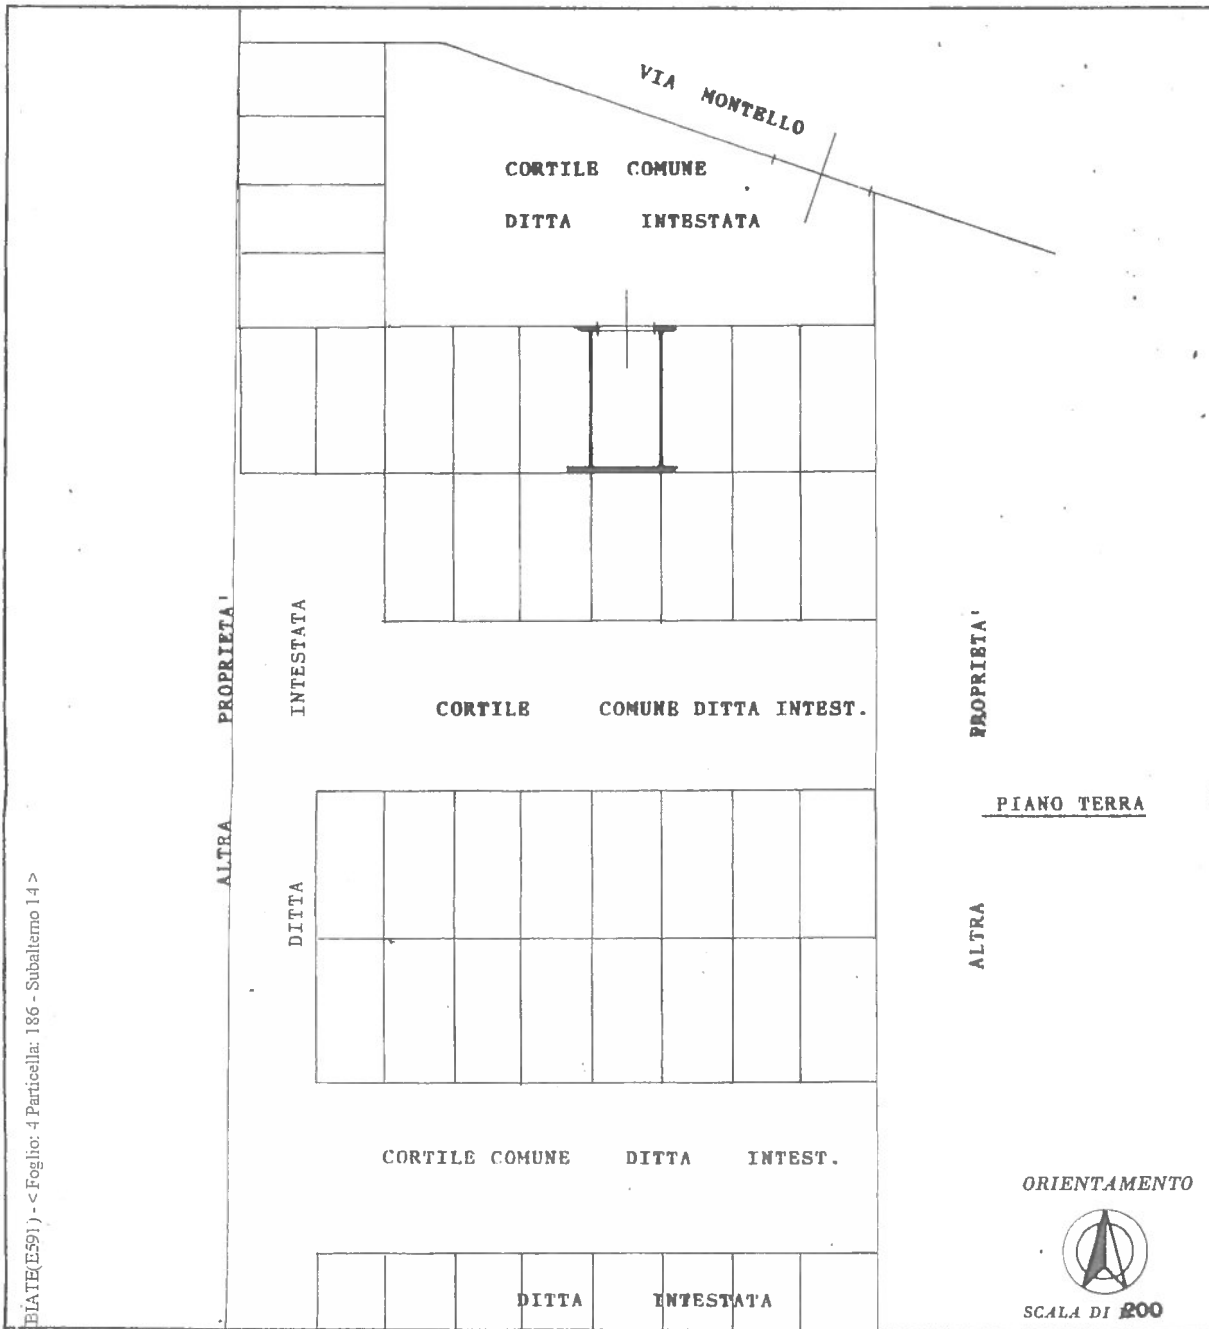 VIA MONTELLO
CORTILE COMUNE
DITTA INTESTATA
ALTRA PROPRIETA'
DITTA INTESTATA
CORTILE COMUNE DITTA INTEST.
ALTRA PROPRIETA'
PIANO TERRA
CORTILE COMUNE DITTA INTEST.
DITTA INTESTATA
ORIENTAMENTO
SCALA DI 200
BIATE(E591) - < Foglio: 4 Particella: 186 - Subalterno 14 >